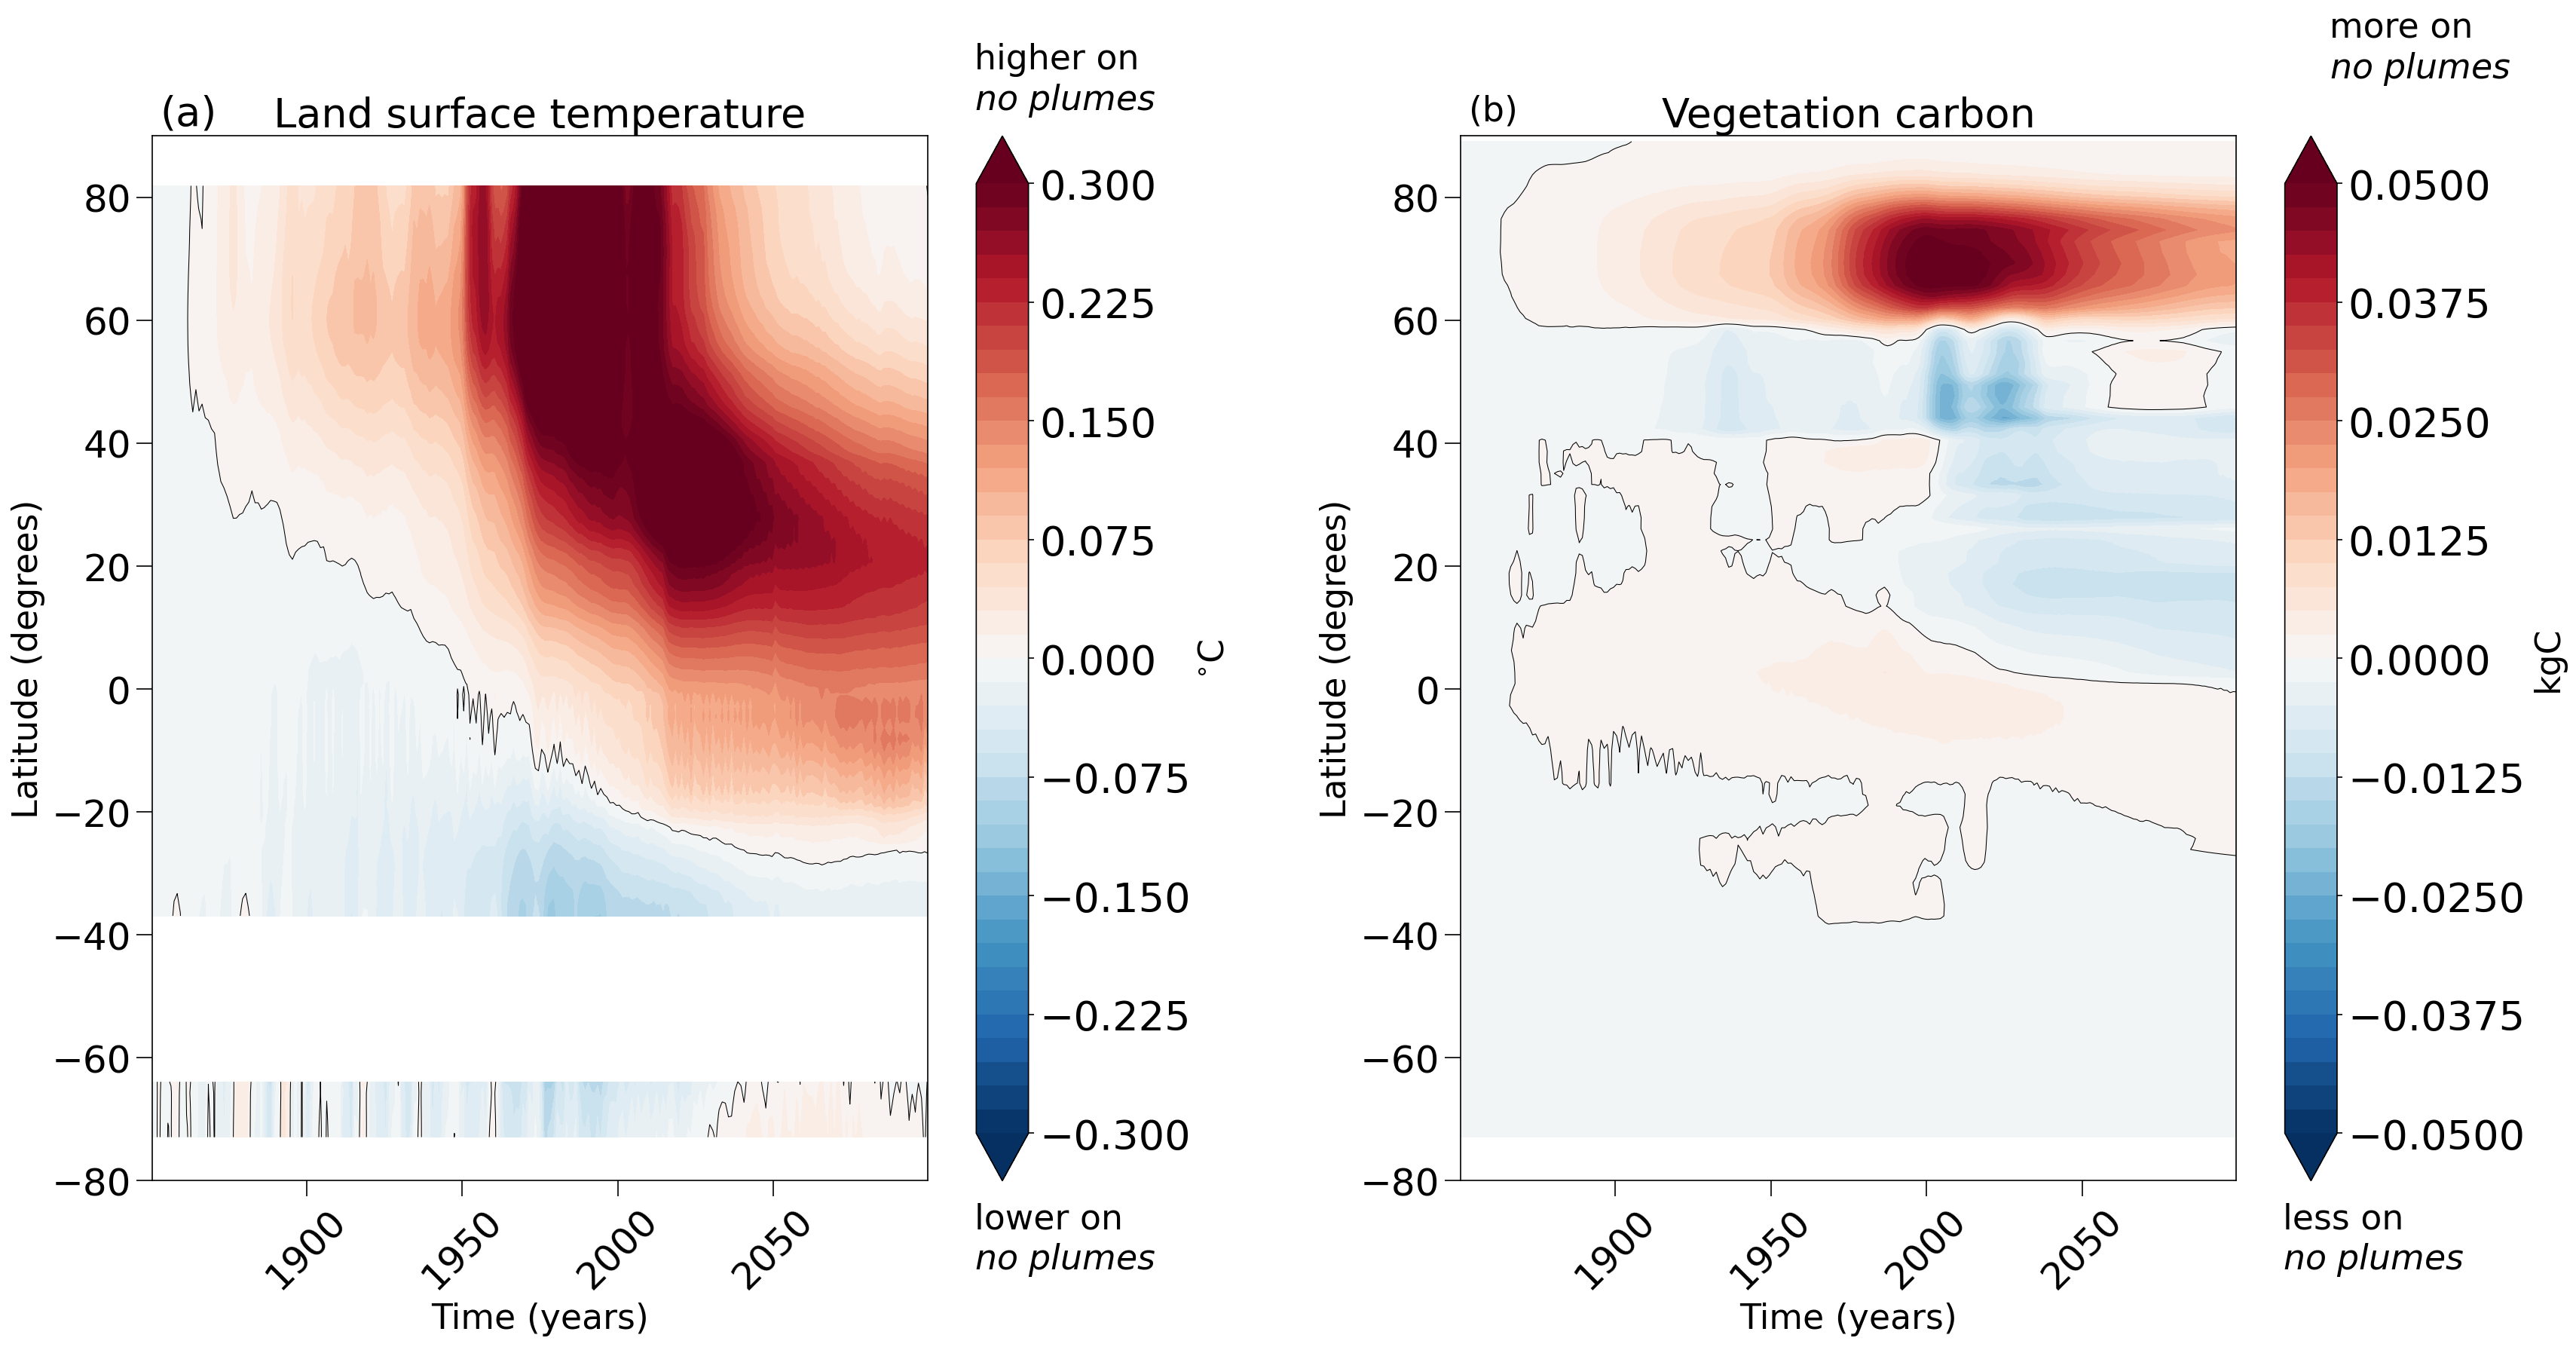 (a) Land surface temperature
higher on
no plumes
80
60
40
20
0
−20
−40
−60
−80
Latitude (degrees)
1900
1950
2000
2050
Time (years)
0.300
0.225
0.150
0.075
0.000
−0.075
−0.150
−0.225
−0.300
°C
lower on
no plumes
(b) Vegetation carbon
more on
no plumes
80
60
40
20
0
−20
−40
−60
−80
Latitude (degrees)
1900
1950
2000
2050
Time (years)
0.0500
0.0375
0.0250
0.0125
0.0000
−0.0125
−0.0250
−0.0375
−0.0500
kgC
less on
no plumes